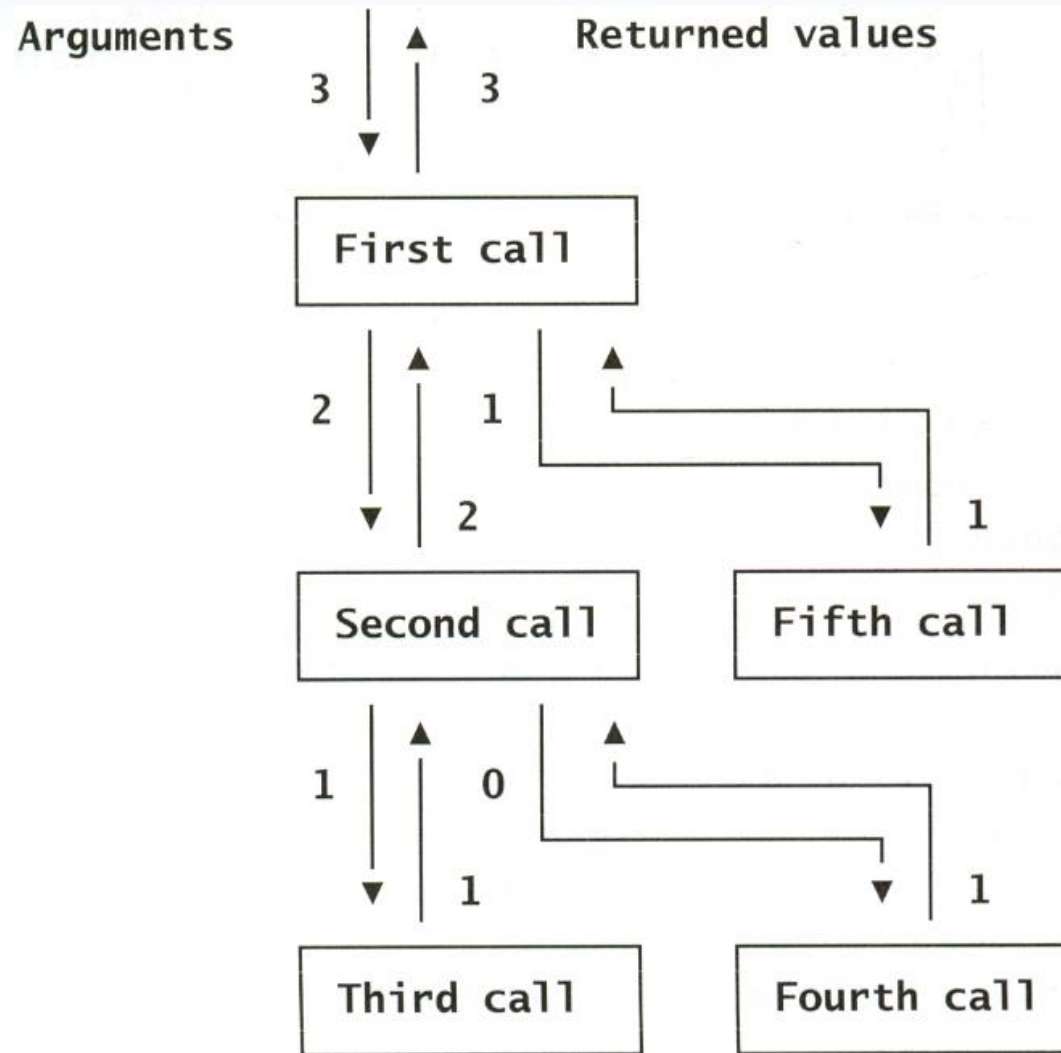 Arguments Returned values
3 3
First call
2 1
2 1
Second call Fifth call
1 0
1 1
Third call Fourth call